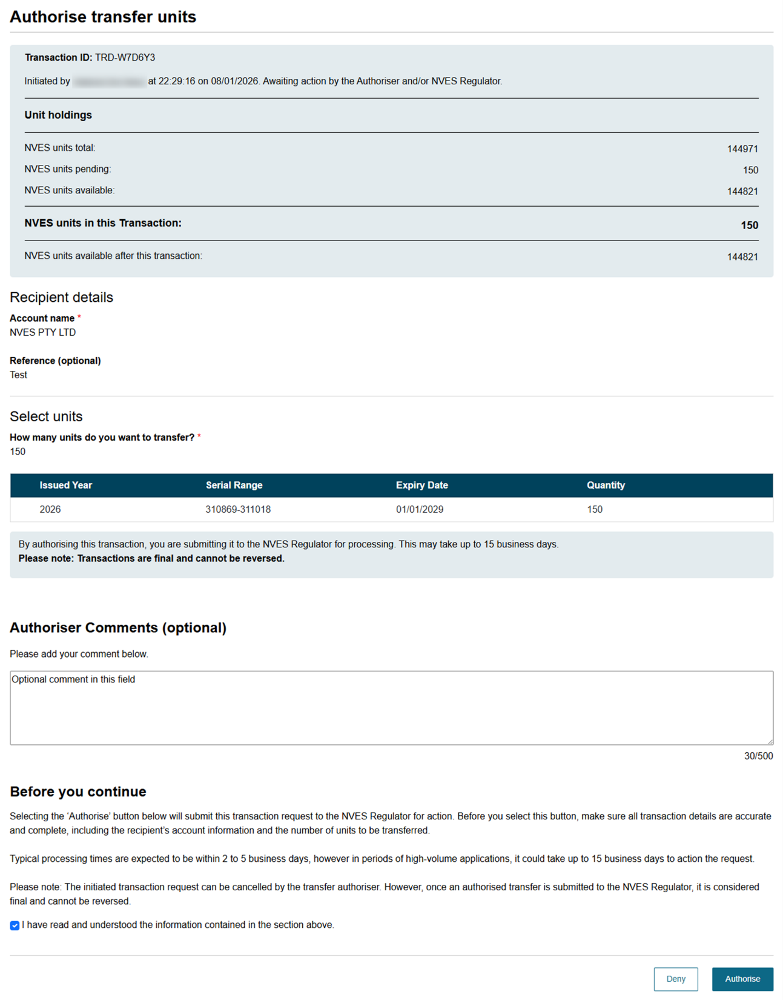 Authorise transfer units
Transaction ID: TRD-W7D6Y3
Initiated by at 22:29:16 on 08/01/2026. Awaiting action by the Authoriser and/or NVES Regulator.
Unit holdings
NVES units total: 144971
NVES units pending: 150
NVES units available: 144821
NVES units in this Transaction: 150
NVES units available after this transaction: 144821
Recipient details
Account name *
NVES PTY LTD
Reference (optional)
Test
Select units
How many units do you want to transfer? *
150
Issued Year Serial Range Expiry Date Quantity
2026 310869-311018 01/01/2029 150
By authorising this transaction, you are submitting it to the NVES Regulator for processing. This may take up to 15 business days.
Please note: Transactions are final and cannot be reversed.
Authoriser Comments (optional)
Please add your comment below.
Optional comment in this field
30/500
Before you continue
Selecting the ‘Authorise’ button below will submit this transaction request to the NVES Regulator for action. Before you select this button, make sure all transaction details are accurate
and complete, including the recipient’s account information and the number of units to be transferred.
Typical processing times are expected to be within 2 to 5 business days, however in periods of high-volume applications, it could take up to 15 business days to action the request.
Please note: The initiated transaction request can be cancelled by the transfer authoriser. However, once an authorised transfer is submitted to the NVES Regulator, it is considered
final and cannot be reversed.
I have read and understood the information contained in the section above.
Deny Authorise